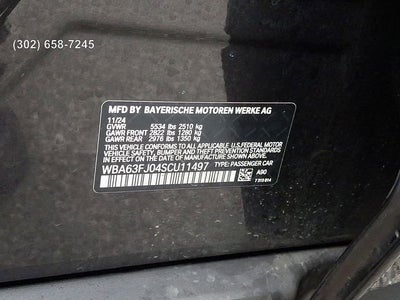 (302) 658-7245
MFD BY BAYERISCHE MOTOREN WERKE AG
11/24
GVWR 5534 lbs 2510 kg
GAWR FRONT 2822 lbs 1280 kg
GAWR REAR 2976 lbs 1350 kg
THIS VEHICLE CONFORMS TO ALL APPLICABLE U.S.FEDERAL MOTOR
VEHICLE SAFETY, BUMPER, AND THEFT PREVENTION STANDARDS IN
EFFECT ON THE DATE OF MANUFACTURE SHOWN ABOVE.
WBA63FJ04SCU11497 TYPE: PASSENGER CAR
A90